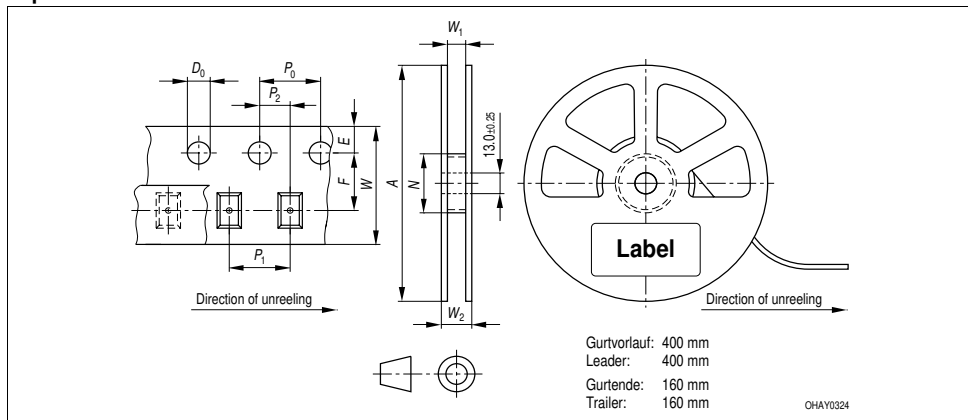 W₁
D₀
P₀
P₂
E
F
W
A
N
13.0±0.25
P₁
W₂
Label
Direction of unreeling
Direction of unreeling
Gurtvorlauf: 400 mm
Leader: 400 mm
Gurtende: 160 mm
Trailer: 160 mm
OHAY0324